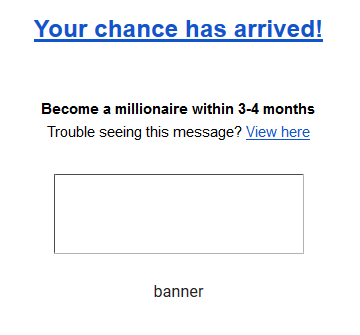 Your chance has arrived!
Become a millionaire within 3-4 months
Trouble seeing this message? View here
banner